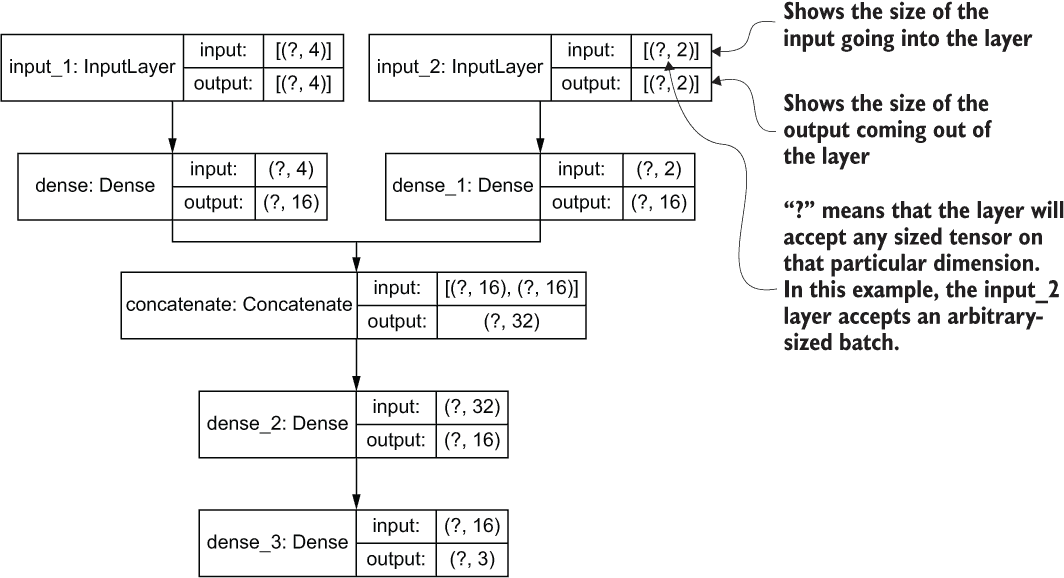 input_1: InputLayer
input: [(?, 4)]
output: [(?, 4)]
input_2: InputLayer
input: [(?, 2)]
output: [(?, 2)]
Shows the size of the
input going into the layer
Shows the size of the
output coming out of
the layer
dense: Dense
input: (?, 4)
output: (?, 16)
dense_1: Dense
input: (?, 2)
output: (?, 16)
“?” means that the layer will
accept any sized tensor on
that particular dimension.
In this example, the input_2
layer accepts an arbitrary-
sized batch.
concatenate: Concatenate
input: [(?, 16), (?, 16)]
output: (?, 32)
dense_2: Dense
input: (?, 32)
output: (?, 16)
dense_3: Dense
input: (?, 16)
output: (?, 3)